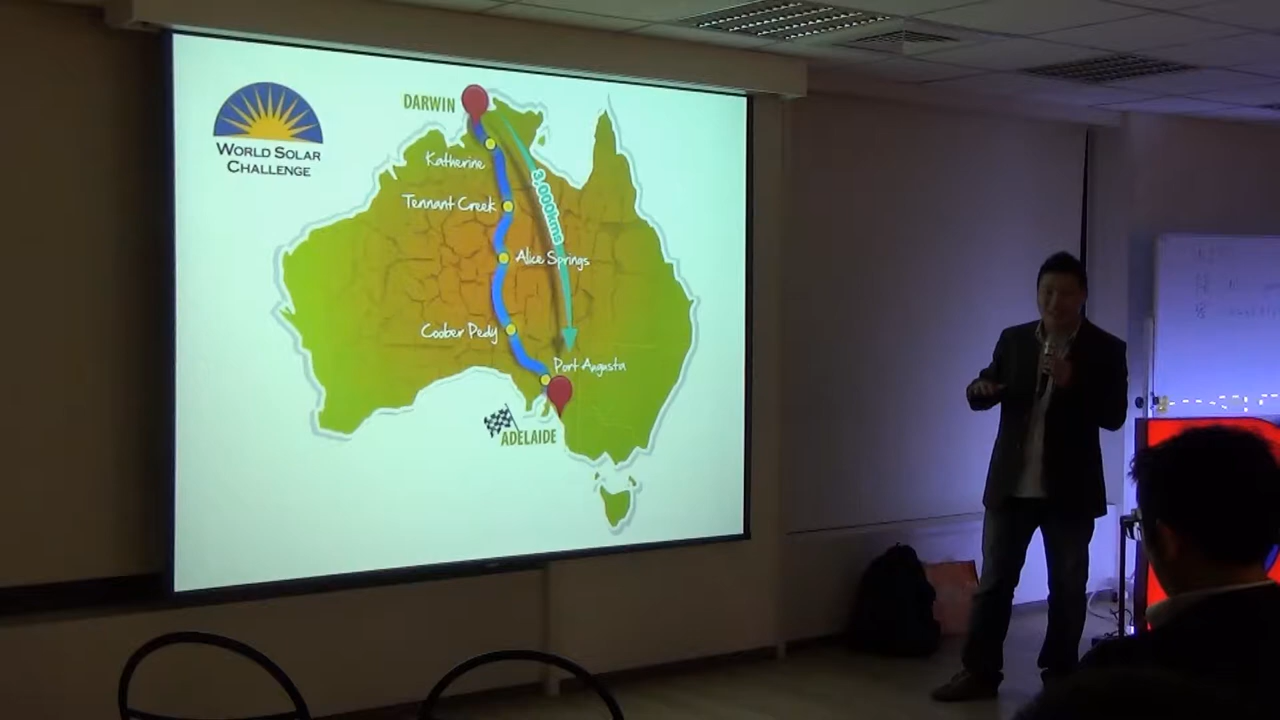 WORLD SOLAR
CHALLENGE
DARWIN
Katherine
3,000kms
Tennant Creek
Alice Springs
Coober Pedy
Port Augusta
ADELAIDE